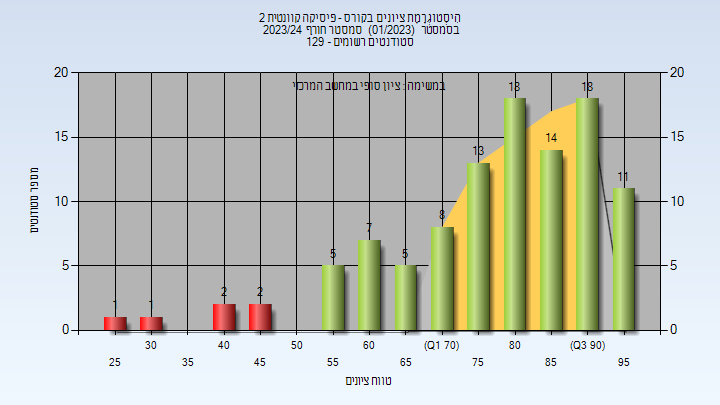 היסטוגרמת ציונים בקורס - פיסיקה קוונטית 2
בסמסטר (01/2023) סמסטר חורף 2023/24
סטודנטים רשומים - 129
במשימה : ציון סופי במחשב המרכזי
20 20
15 15
10 10
5 5
0 0
מספר סטודנטים
1 1 2 2 5 7 5 8 13 18 14 18 11
30 40 50 60 (Q1 70) 80 (Q3 90)
25 35 45 55 65 75 85 95
טווח ציונים